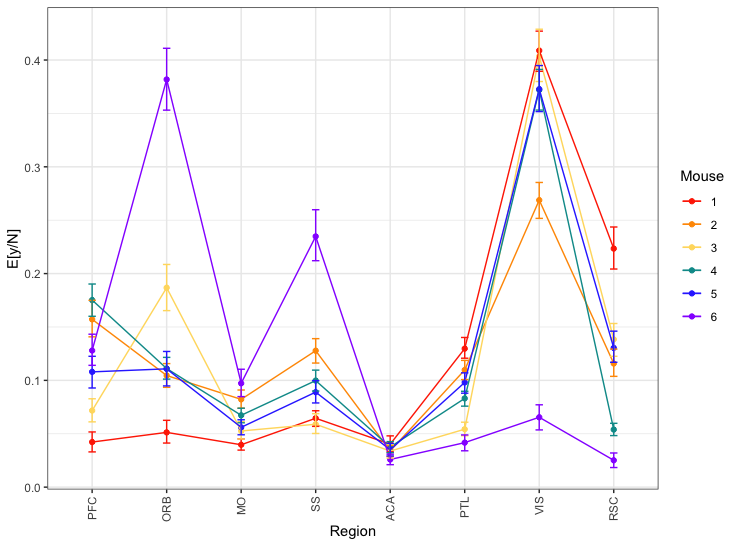 E[y/N]
0.4
0.3
0.2
0.1
0.0
PFC
ORB
MO
SS
ACA
PTL
VIS
RSC
Region
Mouse
1
2
3
4
5
6